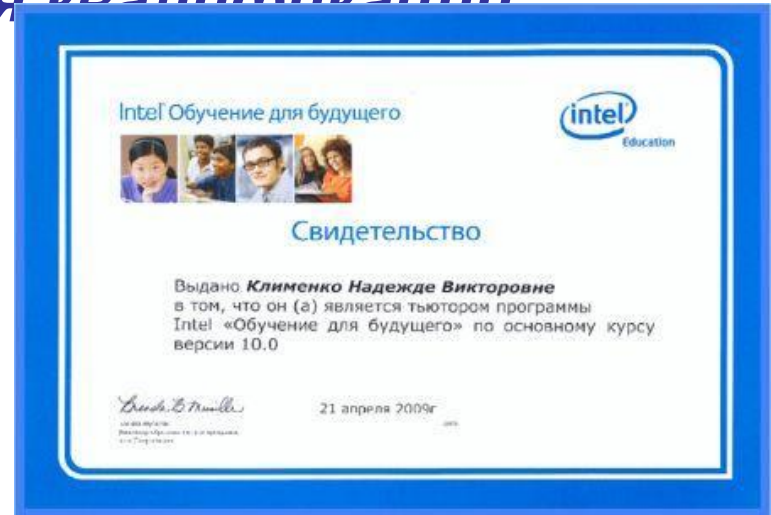 Intel® Обучение для будущего
intel
Education
Свидетельство
Выдано Клименко Надежде Викторовне
в том, что он (а) является тьютором программы
Intel «Обучение для будущего» по основному курсу
версии 10.0
21 апреля 2009г